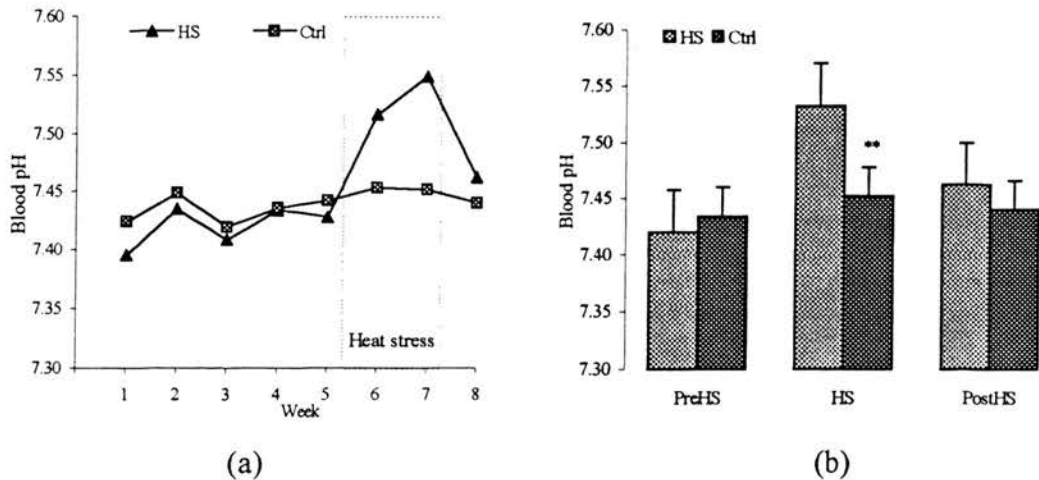 HS Ctrl
Blood pH
7.60
7.55
7.50
7.45
7.40
7.35
7.30
Heat stress
1 2 3 4 5 6 7 8
Week
(a)
HS Ctrl
Blood pH
7.60
7.55
7.50
7.45
7.40
7.35
7.30
**
PreHS HS PostHS
(b)